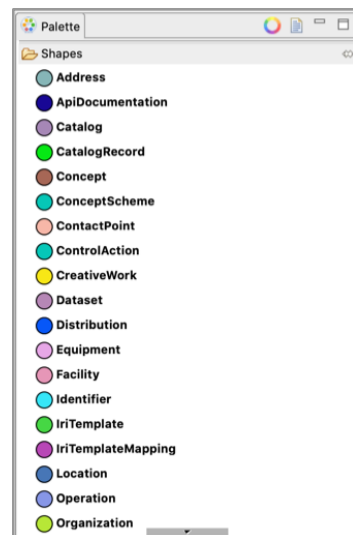 Palette
Shapes
Address
ApiDocumentation
Catalog
CatalogRecord
Concept
ConceptScheme
ContactPoint
ControlAction
CreativeWork
Dataset
Distribution
Equipment
Facility
Identifier
IriTemplate
IriTemplateMapping
Location
Operation
Organization